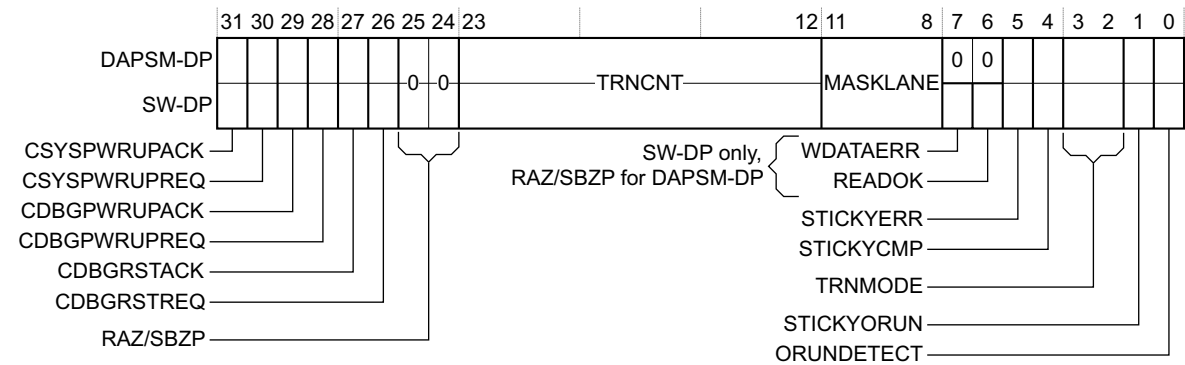 31 30 29 28 27 26 25 24 23 12 11 8 7 6 5 4 3 2 1 0
DAPSM-DP 0 0
0 0 TRNCNT MASKLANE
SW-DP
CSYSPWRUPACK
CSYSPWRUPREQ
CDBGPWRUPACK
CDBGPWRUPREQ
CDBGRSTACK
CDBGRSTREQ
RAZ/SBZP
SW-DP only,
RAZ/SBZP for DAPSM-DP
WDATAERR
READOK
STICKYERR
STICKYCMP
TRNMODE
STICKYORUN
ORUNDETECT